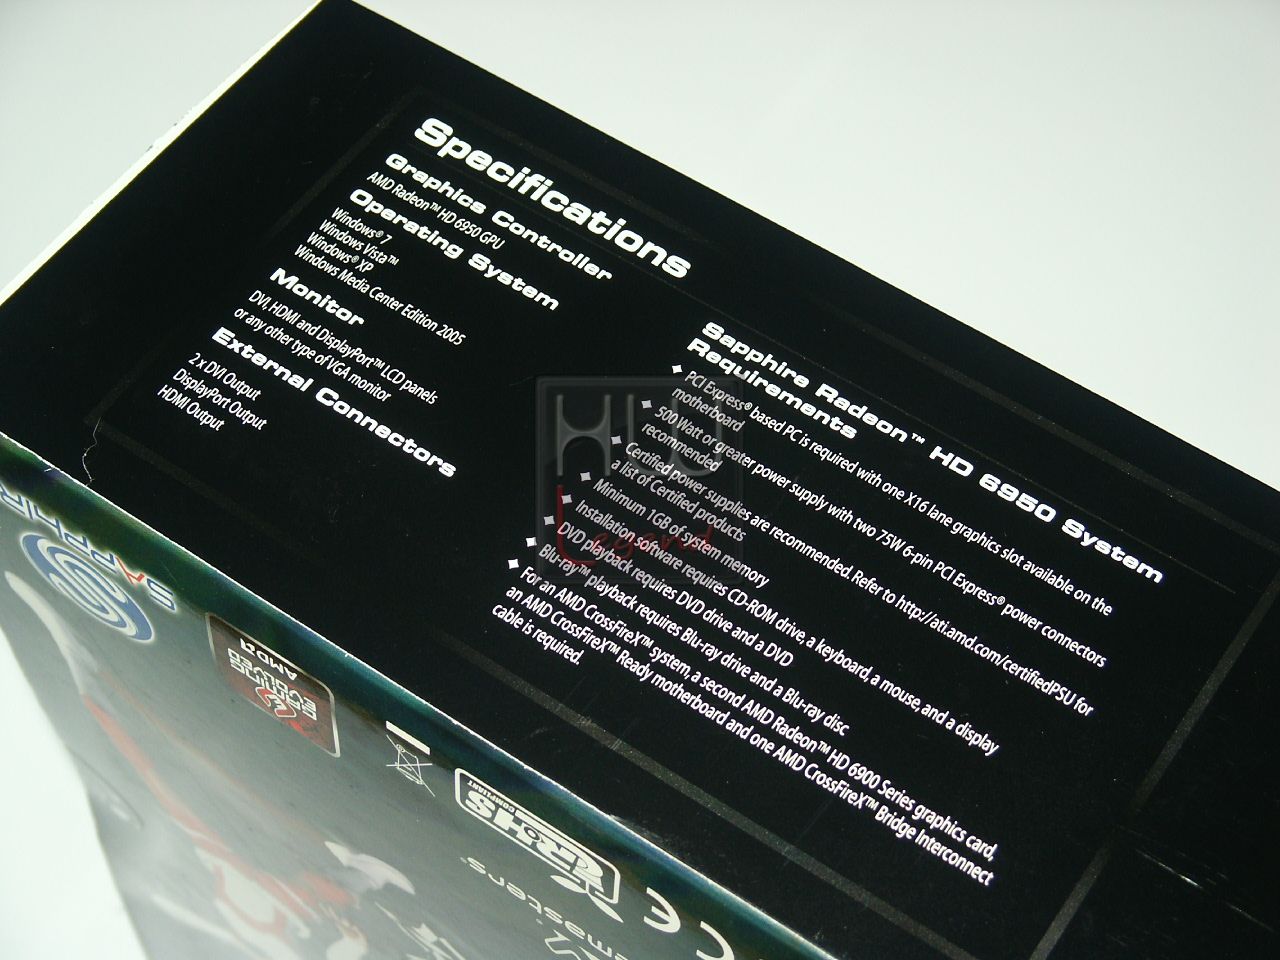 Specifications
Graphics Controller
AMD Radeon™ HD 6950 GPU
Operating System
Windows® 7
Windows Vista™
Windows® XP
Windows Media Center Edition 2005
Monitor
DVI, HDMI and DisplayPort™ LCD panels
or any other type of VGA monitor
External Connectors
2 x DVI Output
DisplayPort Output
HDMI Output
Sapphire Radeon™ HD 6950 System
Requirements
PCI Express® based PC is required with one X16 lane graphics slot available on the
motherboard
500 Watt or greater power supply with two 75W 6-pin PCI Express® power connectors
recommended
Certified power supplies are recommended. Refer to http://ati.amd.com/certifiedPSU for
a list of Certified products
Minimum 1GB of system memory
Installation software requires CD-ROM drive, a keyboard, a mouse, and a display
DVD playback requires DVD drive and a DVD
Blu-ray™ playback requires Blu-ray drive and a Blu-ray disc
For an AMD CrossFireX™ system, a second AMD Radeon™ HD 6900 Series graphics card,
an AMD CrossFireX™ Ready motherboard and one AMD CrossFireX™ Bridge Interconnect
cable is required.
HW
Legend
SAPPHIR
AMD
GAMING
EVOLVED
RoHS
COMPLIANT
CE
emasters